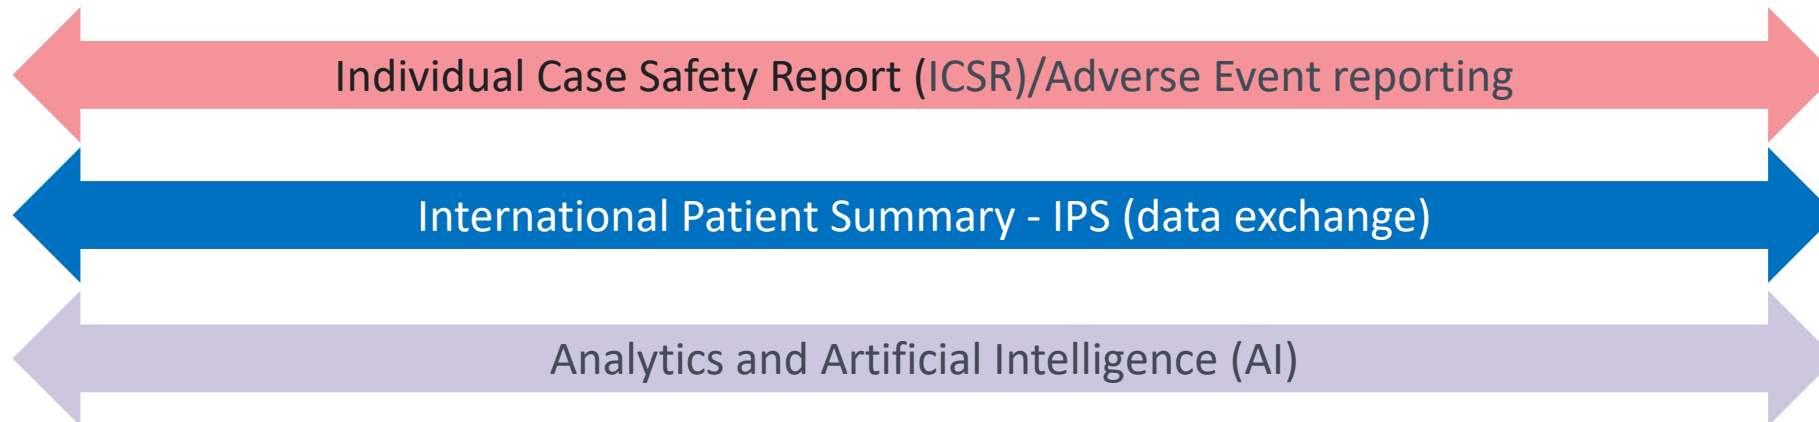 Individual Case Safety Report (ICSR)/Adverse Event reporting
International Patient Summary - IPS (data exchange)
Analytics and Artificial Intelligence (AI)